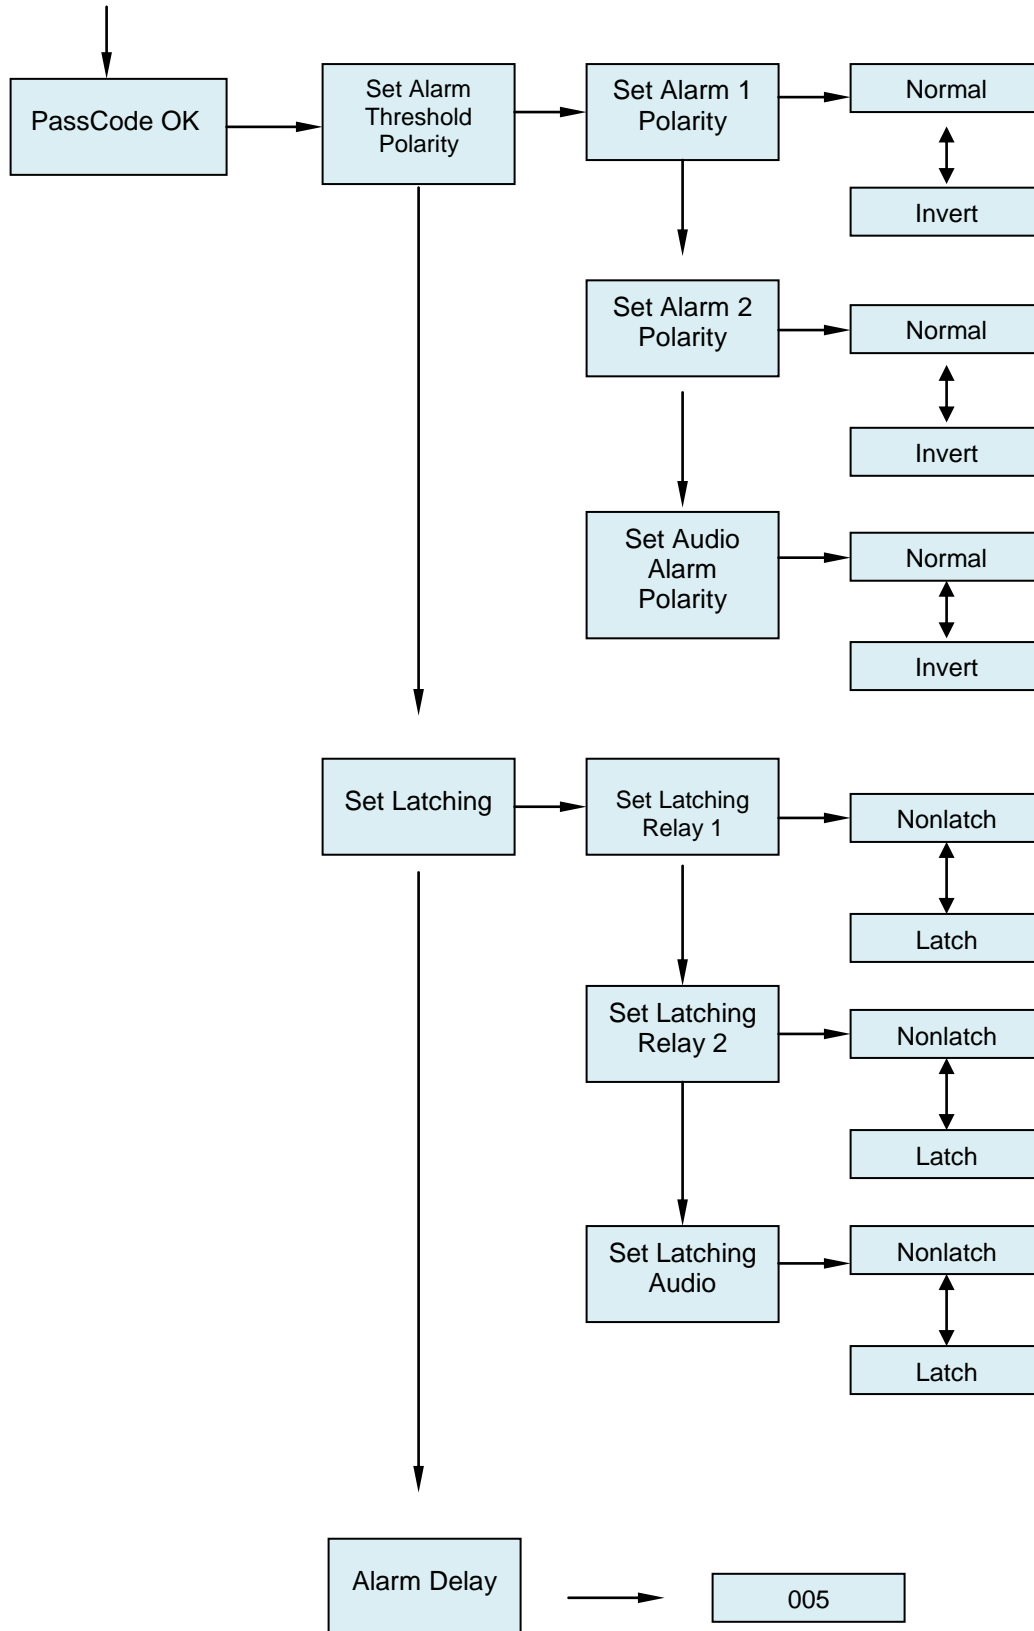 PassCode OK
Set Alarm
Threshold
Polarity
Set Alarm 1
Polarity
Normal
Invert
Set Alarm 2
Polarity
Normal
Invert
Set Audio
Alarm
Polarity
Normal
Invert
Set Latching
Set Latching
Relay 1
Nonlatch
Latch
Set Latching
Relay 2
Nonlatch
Latch
Set Latching
Audio
Nonlatch
Latch
Alarm Delay
005